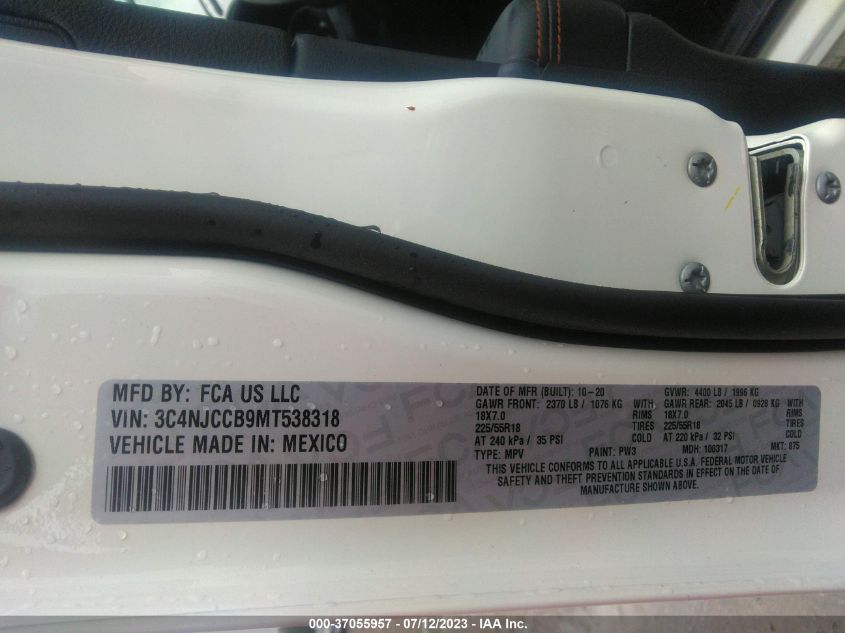 MFD BY: FCA US LLC
VIN: 3C4NJCCB9MT538318
VEHICLE MADE IN: MEXICO
DATE OF MFR (BUILT): 10-20 GVWR: 4400 LB / 1996 KG
GAWR FRONT: 2370 LB / 1076 KG GAWR REAR: 2045 LB / 0928 KG
18X7.0 RIMS 18X7.0 RIMS
225/55R18 TIRES 225/55R18 TIRES
AT 240 kPa / 35 PSI COLD AT 220 kPa / 32 PSI COLD
TYPE: MPV PAINT: PW3 MDH: 100317 MKT: 875
THIS VEHICLE CONFORMS TO ALL APPLICABLE U.S.A. FEDERAL MOTOR VEHICLE
SAFETY AND THEFT PREVENTION STANDARDS IN EFFECT ON THE DATE OF
MANUFACTURE SHOWN ABOVE.
000-37055957 - 07/12/2023 - IAA Inc.